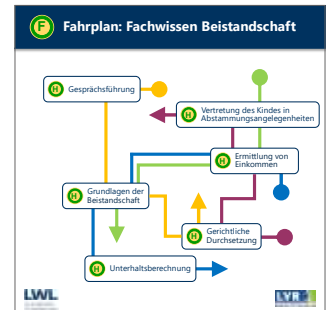 F Fahrplan: Fachwissen Beistandschaft
H Gesprächsführung
H Vertretung des Kindes in
Abstammungsangelegenheiten
H Ermittlung von
Einkommen
H Grundlagen der
Beistandschaft
H Gerichtliche
Durchsetzung
H Unterhaltsberechnung
LWL
LVR